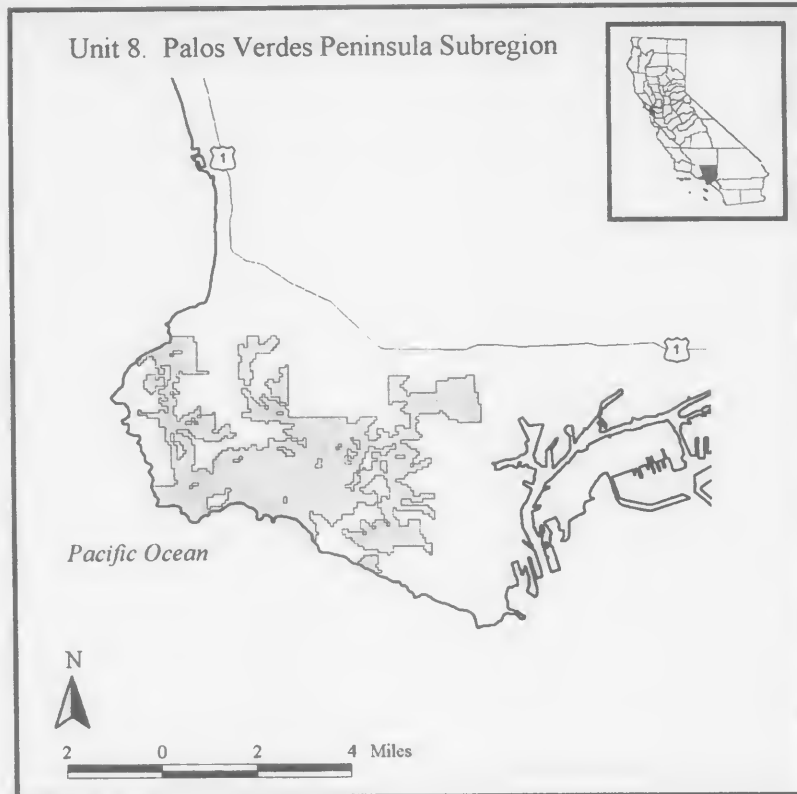 Unit 8. Palos Verdes Peninsula Subregion
1
1
Pacific Ocean
N
2 0 2 4 Miles